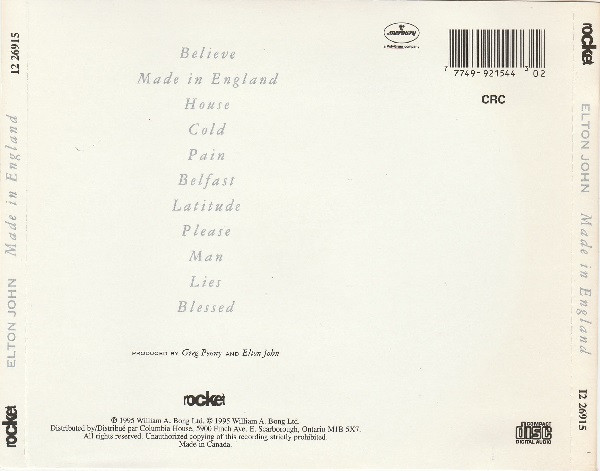 Believe
Made in England
House
Cold
Pain
Belfast
Latitude
Please
Man
Lies
Blessed
PRODUCED BY Greg Penny AND Elton John
rocket
℗ 1995 William A. Bong Ltd. © 1995 William A. Bong Ltd.
Distributed by/Distribué par Columbia House, 5900 Finch Ave. E. Scarborough, Ontario M1B 5X7.
All rights reserved. Unauthorized copying of this recording strictly prohibited.
Made in Canada.
mercury
7 7749-921544 3 02
CRC
COMPACT
disc
DIGITAL AUDIO
rocket ELTON JOHN Made in England 12 26915
rocket ELTON JOHN Made in England 12 26915